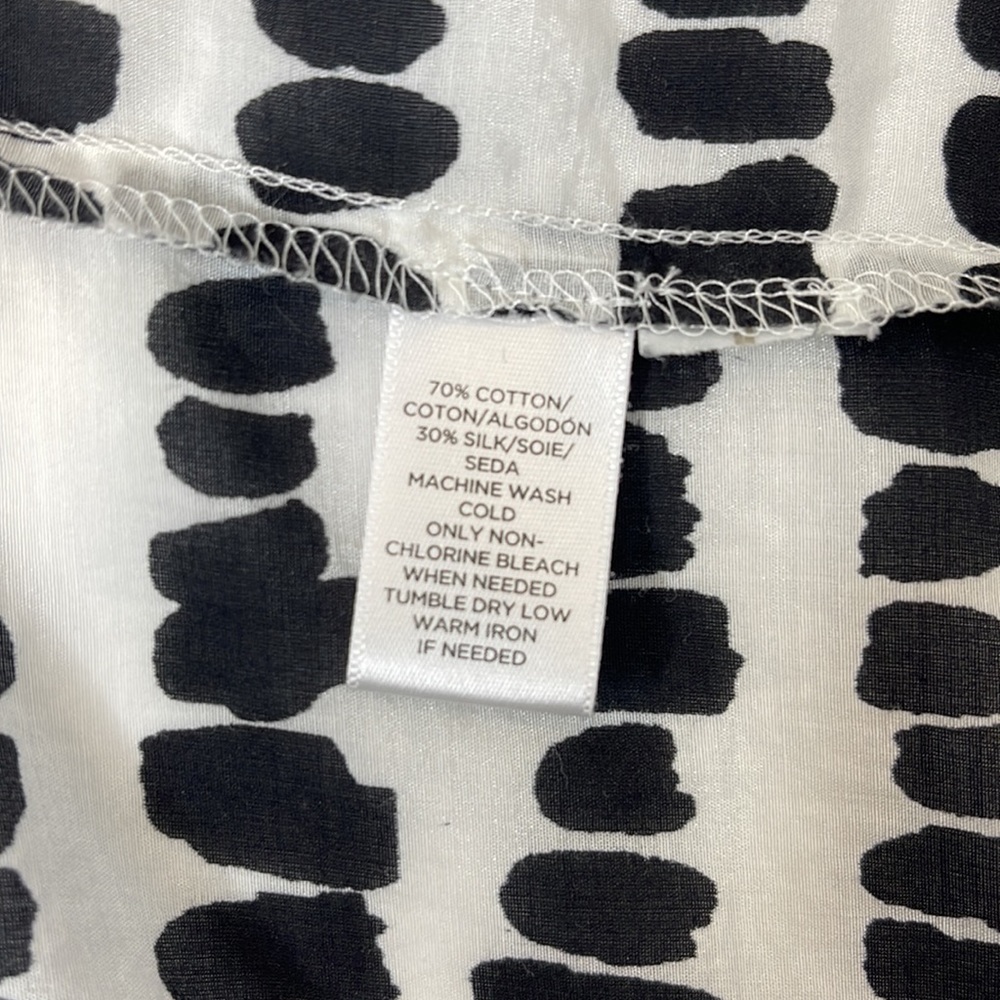 70% COTTON/
COTON/ALGODÓN
30% SILK/SOIE/
SEDA
MACHINE WASH
COLD
ONLY NON-
CHLORINE BLEACH
WHEN NEEDED
TUMBLE DRY LOW
WARM IRON
IF NEEDED